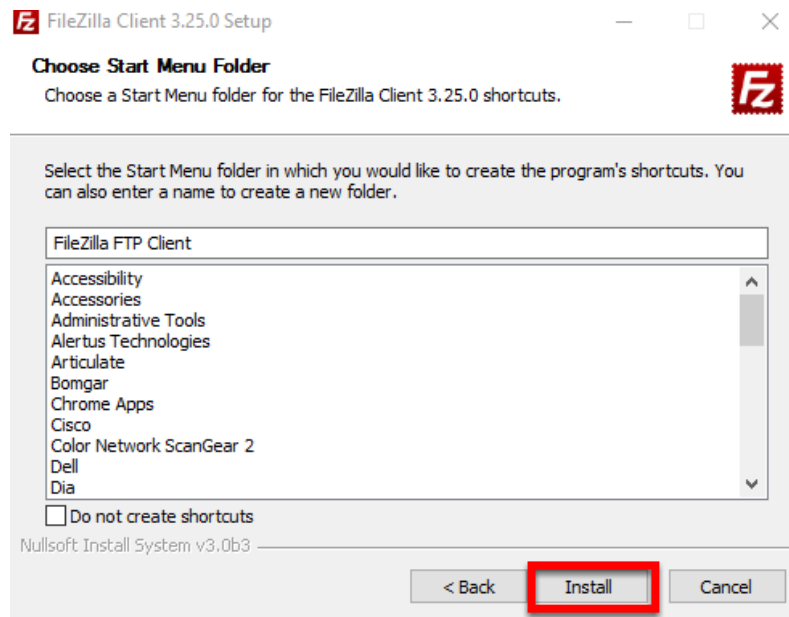 FileZilla Client 3.25.0 Setup
Choose Start Menu Folder
Choose a Start Menu folder for the FileZilla Client 3.25.0 shortcuts.
Fz
Select the Start Menu folder in which you would like to create the program's shortcuts. You
can also enter a name to create a new folder.
FileZilla FTP Client
Accessibility
Accessories
Administrative Tools
Alertus Technologies
Articulate
Bomgar
Chrome Apps
Cisco
Color Network ScanGear 2
Dell
Dia
Do not create shortcuts
Nullsoft Install System v3.0b3
< Back
Install
Cancel